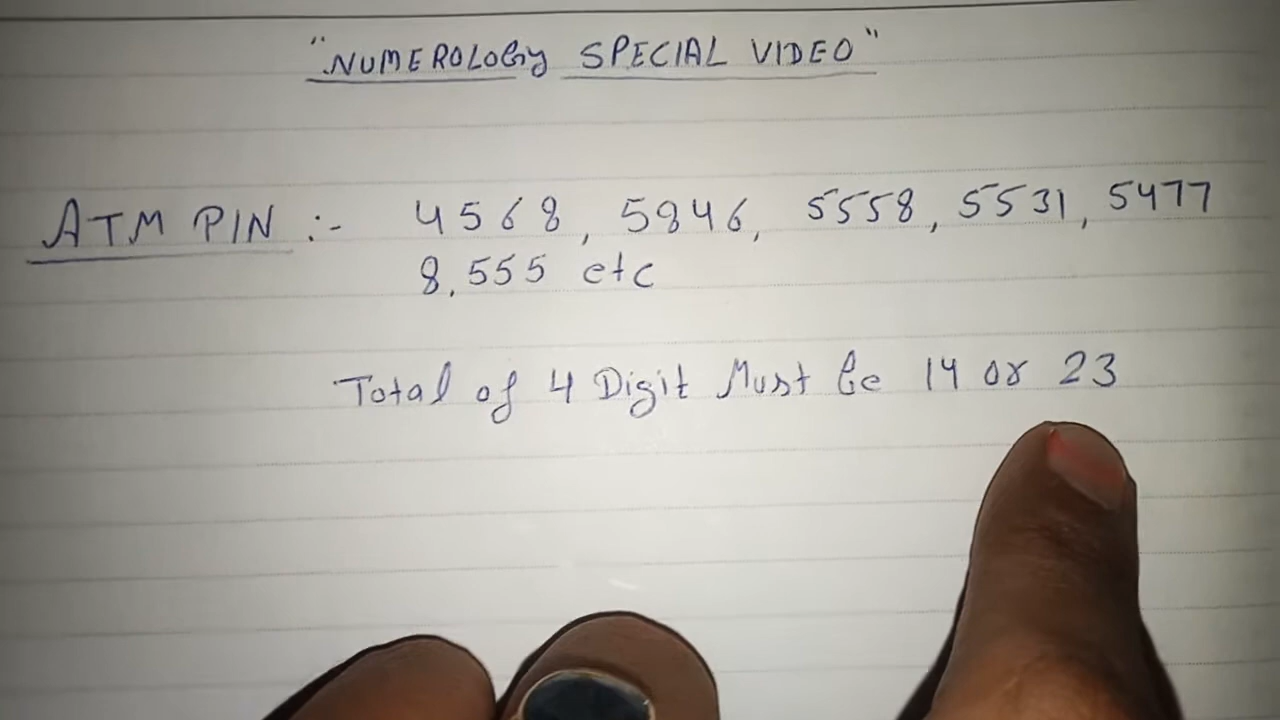 "NUMEROLOGy SPECIAL VIDEO"
ATM PIN :- 4568, 5846, 5558, 5531, 5477
8,555 etc
Total of 4 Digit Must be 14 or 23